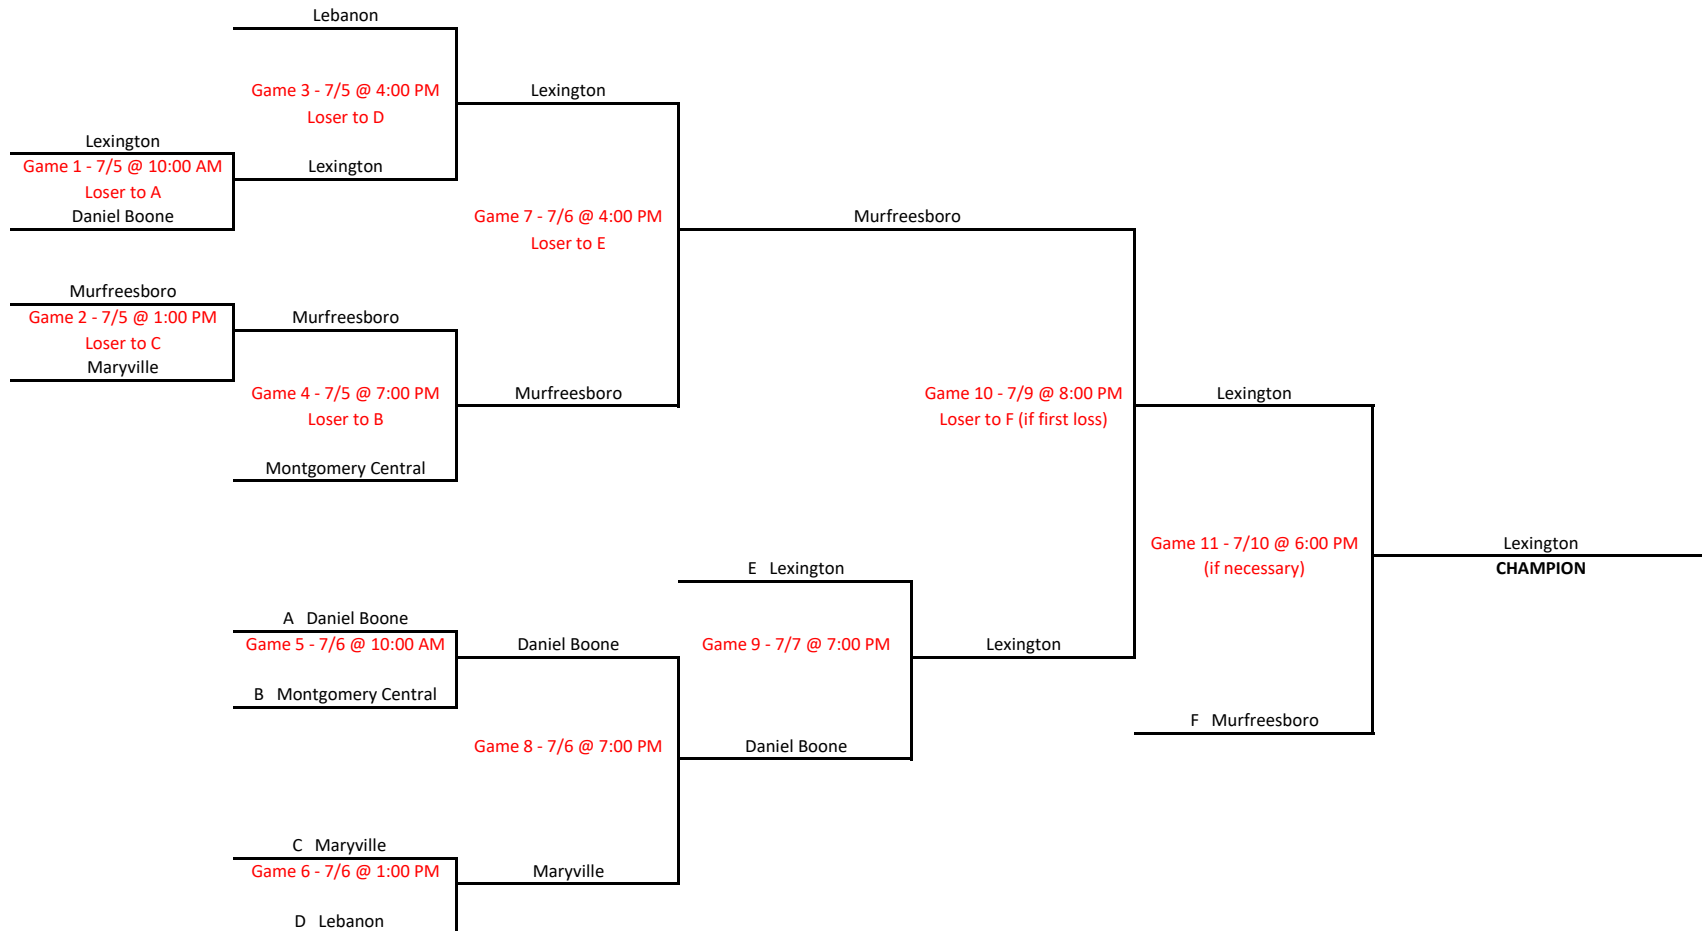 Lebanon
Game 3 - 7/5 @ 4:00 PM
Loser to D
Lexington
Lexington
Game 1 - 7/5 @ 10:00 AM
Loser to A
Daniel Boone
Lexington
Game 7 - 7/6 @ 4:00 PM
Loser to E
Murfreesboro
Murfreesboro
Game 2 - 7/5 @ 1:00 PM
Loser to C
Maryville
Murfreesboro
Game 4 - 7/5 @ 7:00 PM
Loser to B
Murfreesboro
Montgomery Central
Game 10 - 7/9 @ 8:00 PM
Loser to F (if first loss)
Lexington
Game 11 - 7/10 @ 6:00 PM
(if necessary)
Lexington
CHAMPION
E Lexington
A Daniel Boone
Game 5 - 7/6 @ 10:00 AM
B Montgomery Central
Daniel Boone
Game 9 - 7/7 @ 7:00 PM
Lexington
F Murfreesboro
Game 8 - 7/6 @ 7:00 PM
Daniel Boone
C Maryville
Game 6 - 7/6 @ 1:00 PM
Maryville
D Lebanon